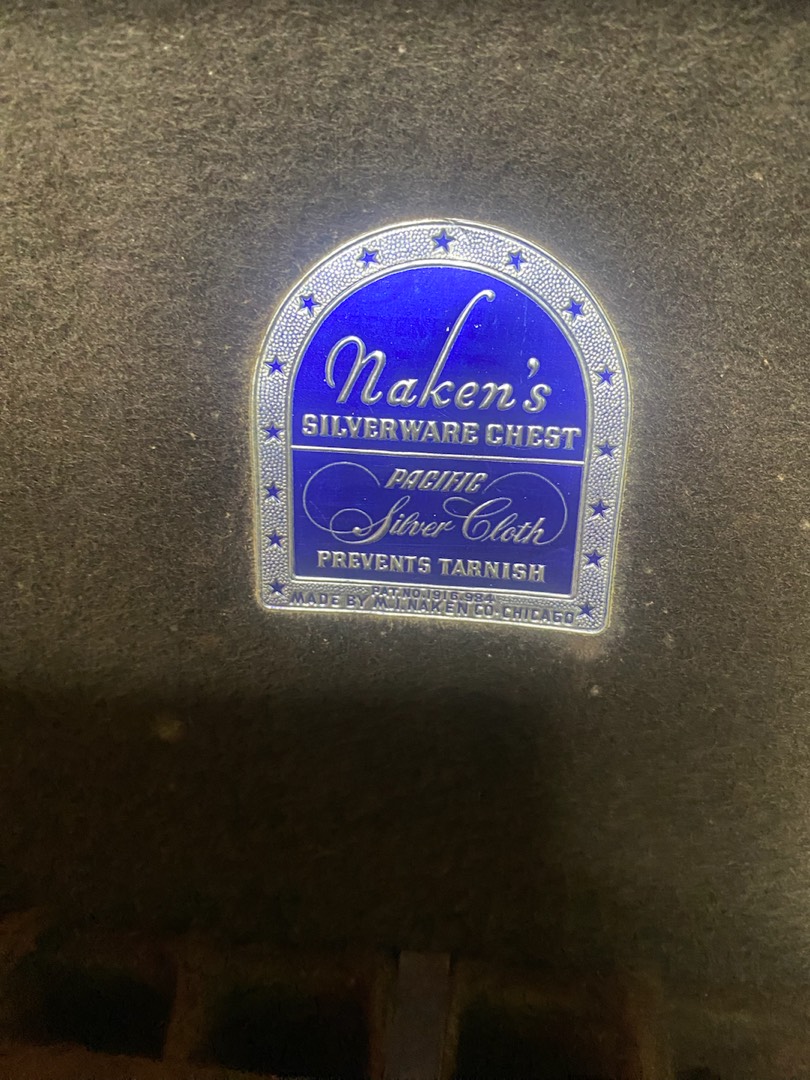 Naken's
SILVERWARE CHEST
PACIFIC
Silver Cloth
PREVENTS TARNISH
PAT.NO.1916 984
MADE BY M.J.NAKEN CO.CHICAGO